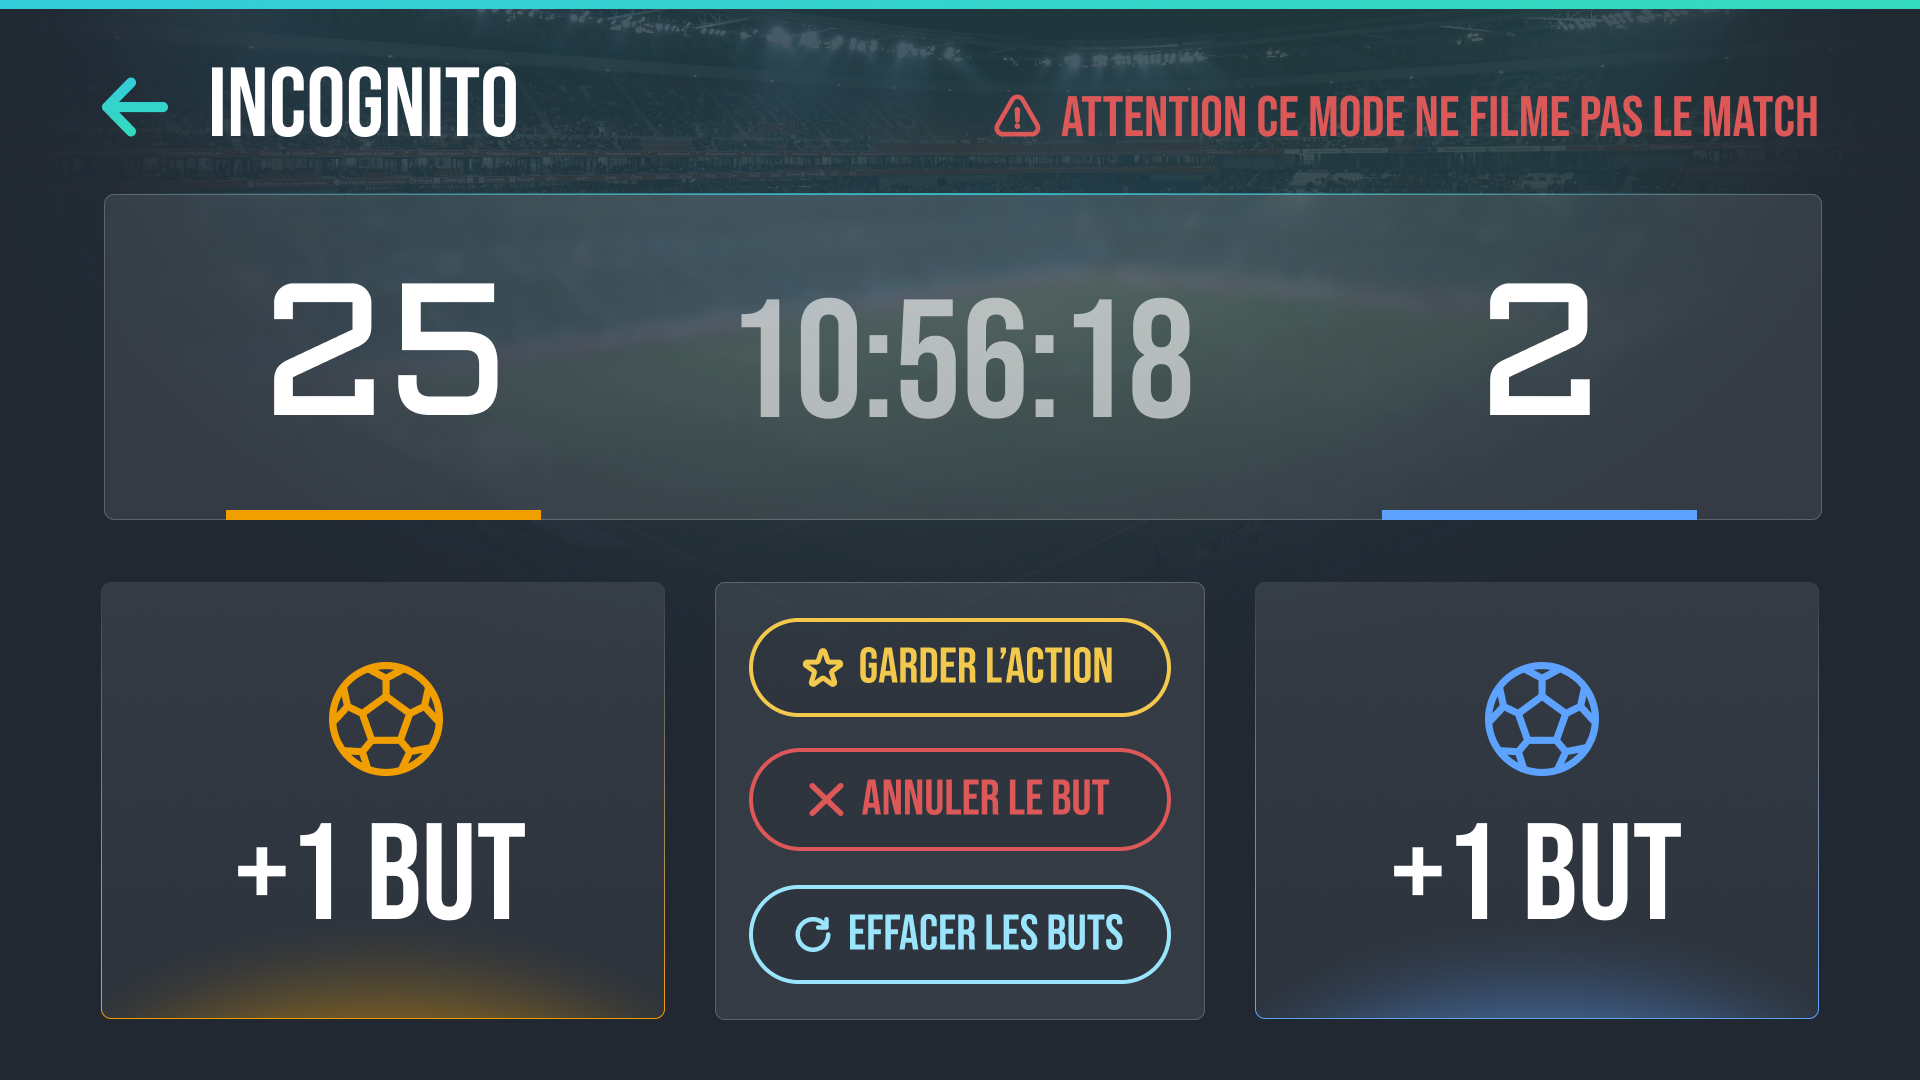 INCOGNITO
ATTENTION CE MODE NE FILME PAS LE MATCH
25
10:56:18
2
+1 BUT
GARDER L’ACTION
ANNULER LE BUT
EFFACER LES BUTS
+1 BUT